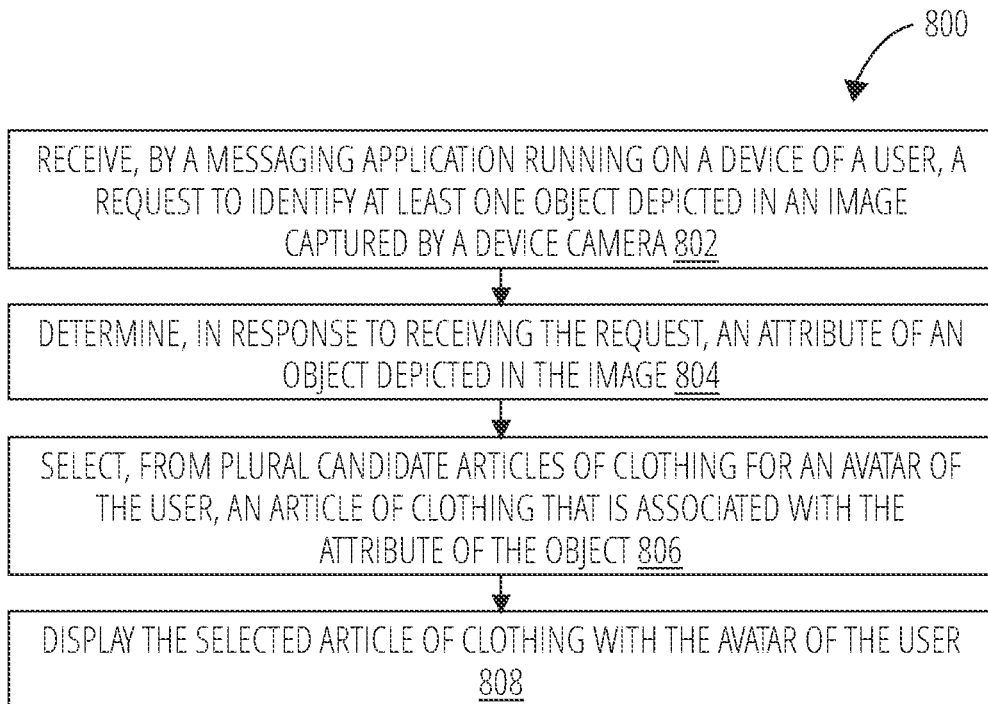 800
RECEIVE, BY A MESSAGING APPLICATION RUNNING ON A DEVICE OF A USER, A
REQUEST TO IDENTIFY AT LEAST ONE OBJECT DEPICTED IN AN IMAGE
CAPTURED BY A DEVICE CAMERA 802
DETERMINE, IN RESPONSE TO RECEIVING THE REQUEST, AN ATTRIBUTE OF AN
OBJECT DEPICTED IN THE IMAGE 804
SELECT, FROM PLURAL CANDIDATE ARTICLES OF CLOTHING FOR AN AVATAR OF
THE USER, AN ARTICLE OF CLOTHING THAT IS ASSOCIATED WITH THE
ATTRIBUTE OF THE OBJECT 806
DISPLAY THE SELECTED ARTICLE OF CLOTHING WITH THE AVATAR OF THE USER
808